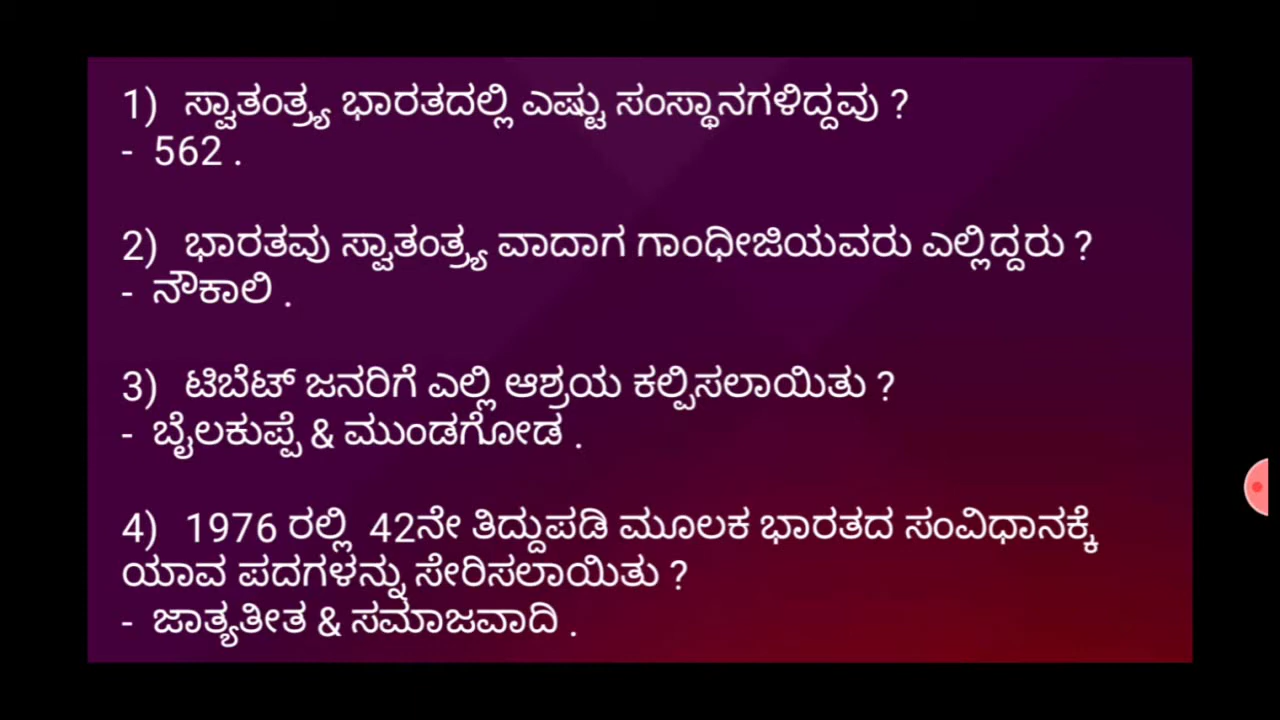 1) ಸ್ವಾತಂತ್ರ್ಯ ಭಾರತದಲ್ಲಿ ಎಷ್ಟು ಸಂಸ್ಥಾನಗಳಿದ್ದವು ?
- 562 .
2) ಭಾರತವು ಸ್ವಾತಂತ್ರ್ಯ ವಾದಾಗ ಗಾಂಧೀಜಿಯವರು ಎಲ್ಲಿದ್ದರು ?
- ನೌಕಾಲಿ .
3) ಟಿಬೆಟ್ ಜನರಿಗೆ ಎಲ್ಲಿ ಆಶ್ರಯ ಕಲ್ಪಿಸಲಾಯಿತು ?
- ಬೈಲಕುಪ್ಪೆ & ಮುಂಡಗೋಡ .
4) 1976 ರಲ್ಲಿ 42ನೇ ತಿದ್ದುಪಡಿ ಮೂಲಕ ಭಾರತದ ಸಂವಿಧಾನಕ್ಕೆ
ಯಾವ ಪದಗಳನ್ನು ಸೇರಿಸಲಾಯಿತು ?
- ಜಾತ್ಯತೀತ & ಸಮಾಜವಾದಿ .